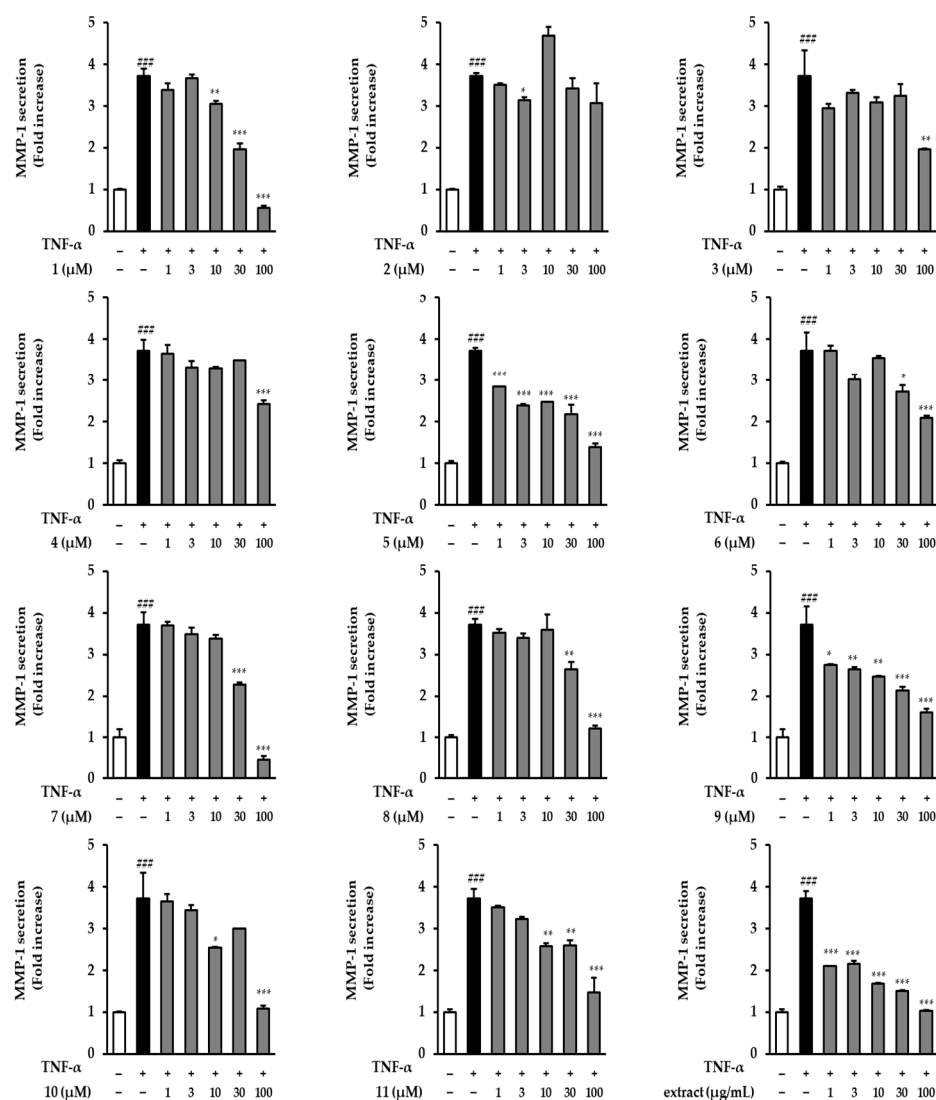 MMP-1 secretion
(Fold increase)
5
4
3
2
1
0
###
**
***
***
TNF-α – + + + + + +
1 (μM) – – 1 3 10 30 100
MMP-1 secretion
(Fold increase)
5
4
3
2
1
0
###
*
TNF-α – + + + + + +
2 (μM) – – 1 3 10 30 100
MMP-1 secretion
(Fold increase)
5
4
3
2
1
0
###
**
TNF-α – + + + + + +
3 (μM) – – 1 3 10 30 100
MMP-1 secretion
(Fold increase)
5
4
3
2
1
0
###
***
TNF-α – + + + + + +
4 (μM) – – 1 3 10 30 100
MMP-1 secretion
(Fold increase)
5
4
3
2
1
0
###
***
***
***
***
***
TNF-α – + + + + + +
5 (μM) – – 1 3 10 30 100
MMP-1 secretion
(Fold increase)
5
4
3
2
1
0
###
*
***
TNF-α – + + + + + +
6 (μM) – – 1 3 10 30 100
MMP-1 secretion
(Fold increase)
5
4
3
2
1
0
###
***
***
TNF-α – + + + + + +
7 (μM) – – 1 3 10 30 100
MMP-1 secretion
(Fold increase)
5
4
3
2
1
0
###
**
***
TNF-α – + + + + + +
8 (μM) – – 1 3 10 30 100
MMP-1 secretion
(Fold increase)
5
4
3
2
1
0
###
*
**
**
***
***
TNF-α – + + + + + +
9 (μM) – – 1 3 10 30 100
MMP-1 secretion
(Fold increase)
5
4
3
2
1
0
###
*
***
TNF-α – + + + + + +
10 (μM) – – 1 3 10 30 100
MMP-1 secretion
(Fold increase)
5
4
3
2
1
0
###
**
**
***
TNF-α – + + + + + +
11 (μM) – – 1 3 10 30 100
MMP-1 secretion
(Fold increase)
5
4
3
2
1
0
###
***
***
***
***
***
TNF-α – + + + + + +
extract (μg/mL) – – 1 3 10 30 100